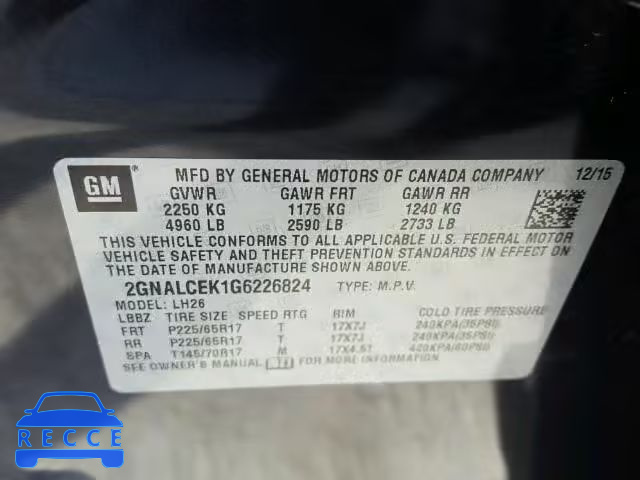 GM
MFD BY GENERAL MOTORS OF CANADA COMPANY 12/15
GVWR GAWR FRT GAWR RR
2250 KG 1175 KG 1240 KG
4960 LB 2590 LB 2733 LB
THIS VEHICLE CONFORMS TO ALL APPLICABLE U.S. FEDERAL MOTOR
VEHICLE SAFETY AND THEFT PREVENTION STANDARDS IN EFFECT ON
THE DATE OF MANUFACTURE SHOWN ABOVE.
2GNALCEK1G6226824 TYPE: M.P.V.
MODEL: LH26
LBBZ TIRE SIZE SPEED RTG RIM COLD TIRE PRESSURE
FRT P225/65R17 T 17X7J 240KPA(35PSI)
RR P225/65R17 T 17X7J 240KPA(35PSI)
SPA T145/70R17 M 17X4.5T 420KPA(60PSI)
SEE OWNER'S MANUAL FOR MORE INFORMATION.
RECCE